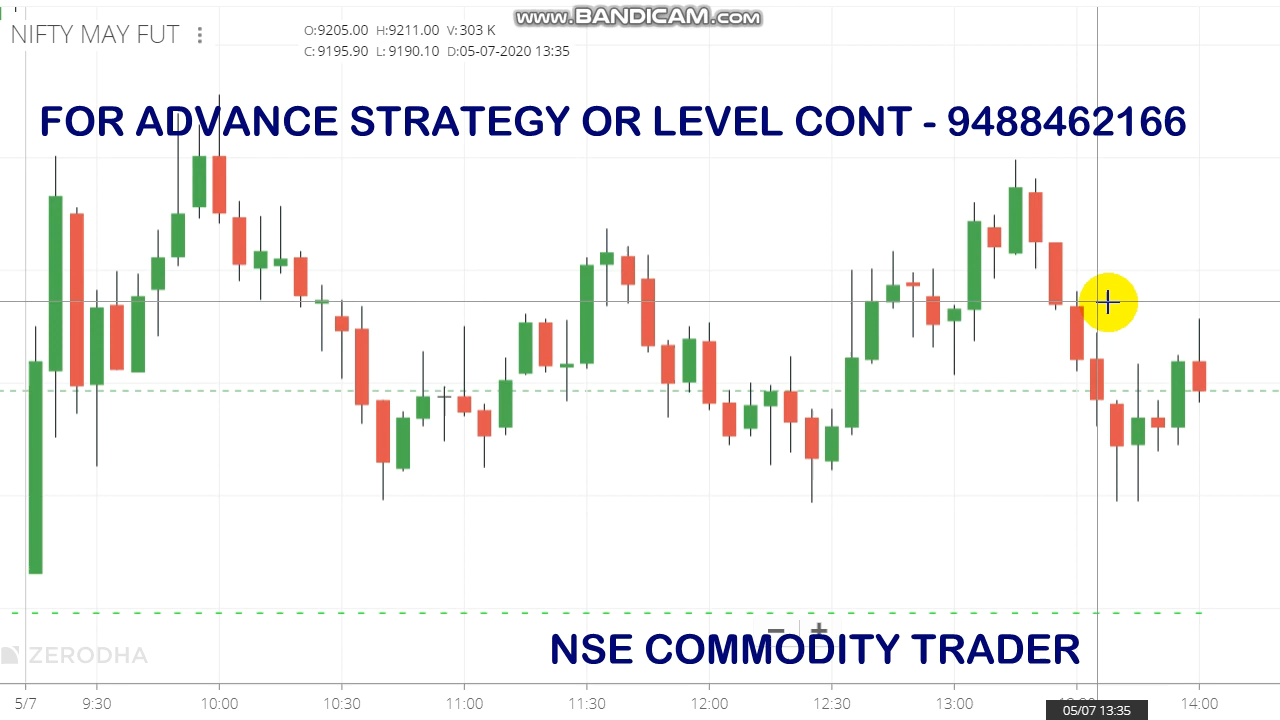 www.BANDICAM.com
NIFTY MAY FUT
O:9205.00 H:9211.00 V:303 K
C:9195.90 L:9190.10 D:05-07-2020 13:35
FOR ADVANCE STRATEGY OR LEVEL CONT - 9488462166
NSE COMMODITY TRADER
ZERODHA
5/7 9:30 10:00 10:30 11:00 11:30 12:00 12:30 13:00 14:00
05/07 13:35